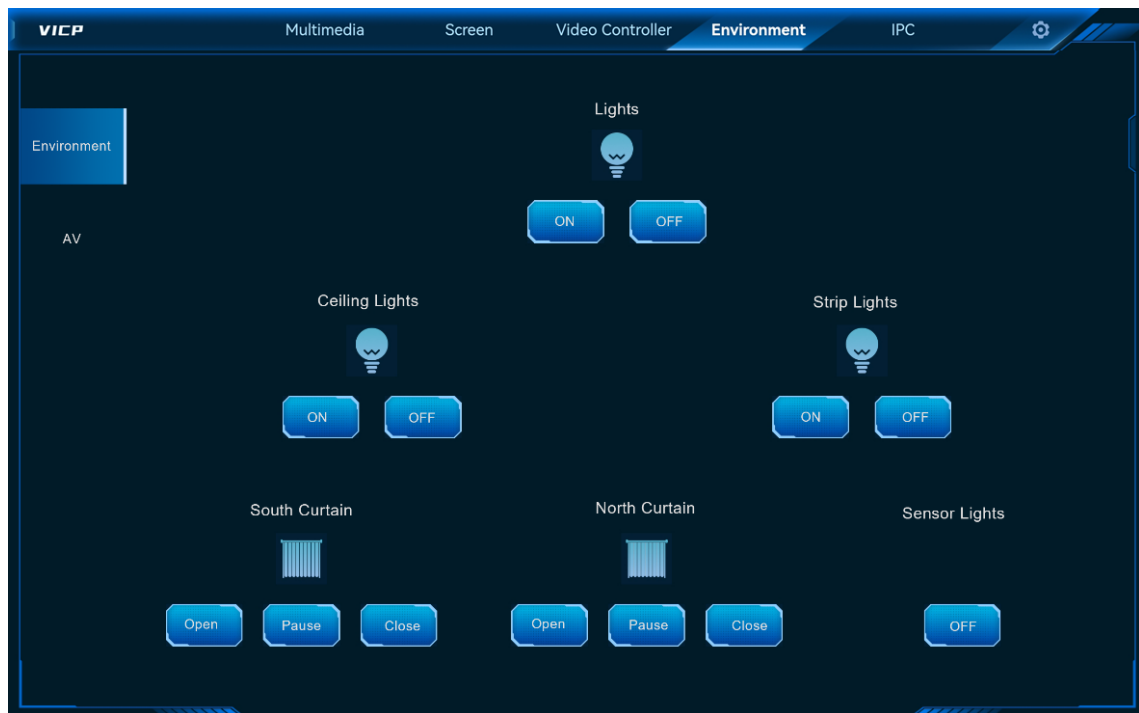 VICP
Multimedia
Screen
Video Controller
Environment
IPC
Environment
AV
Lights
ON
OFF
Ceiling Lights
ON
OFF
Strip Lights
ON
OFF
South Curtain
Open
Pause
Close
North Curtain
Open
Pause
Close
Sensor Lights
OFF